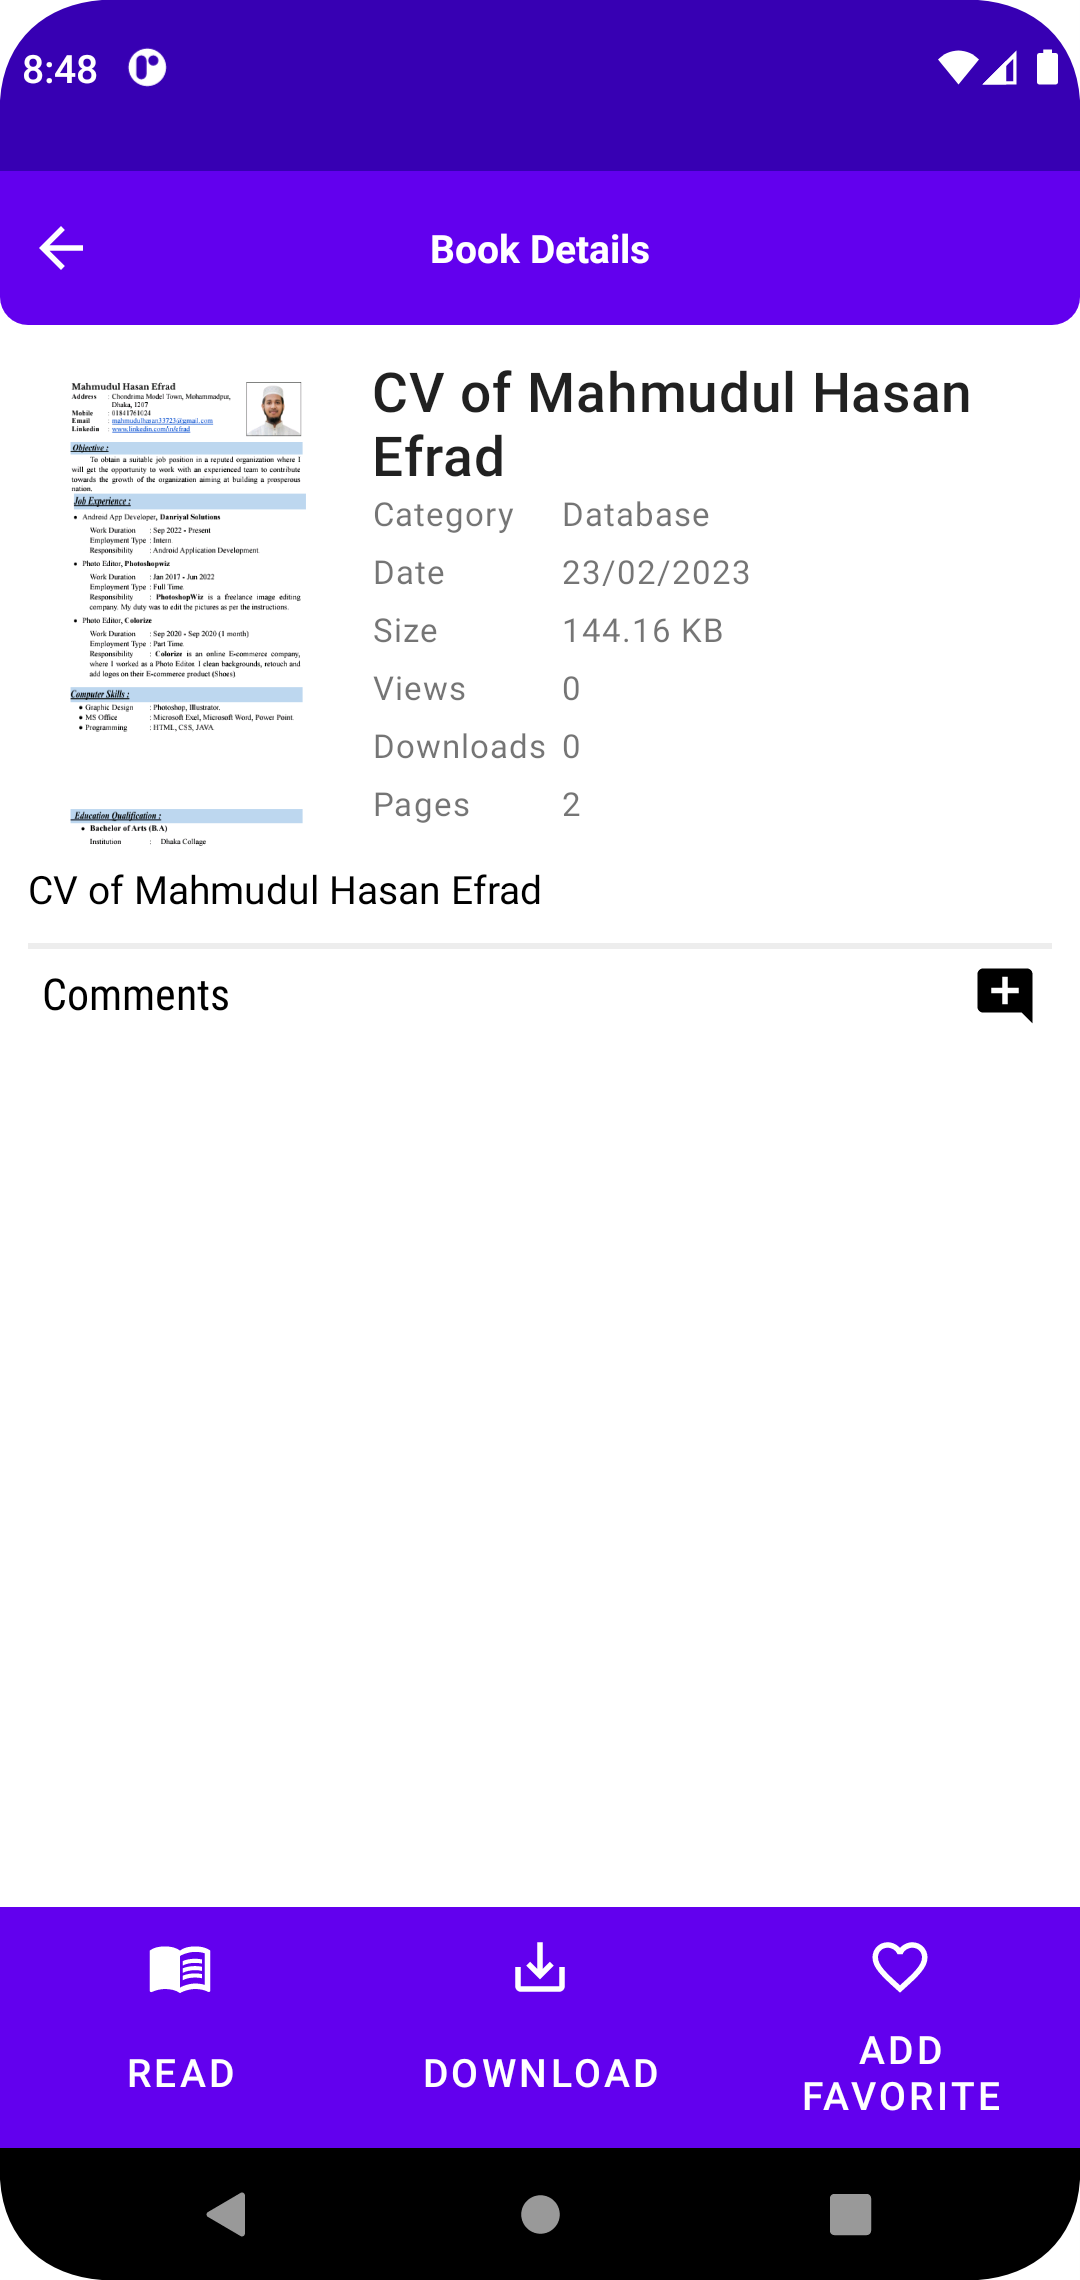 8:48
Book Details
Mahmudul Hasan Efrad
Address : Chondrima Model Town, Mohammadpur,
Dhaka, 1207
Mobile : 01841761024
Email : mahmudulhasan33723@gmail.com
Linkedin : www.linkedin.com/in/efrad
Objective :
To obtain a suitable job position in a reputed organization where I
will get the opportunity to work with an experienced team to contribute
towards the growth of the organization aiming at building a prosperous
nation.
Job Experience :
• Android App Developer, Danriyal Solutions
Work Duration : Sep 2022 - Present
Employment Type : Intern
Responsibility : Android Application Development
• Photo Editor, Photoshopwiz
Work Duration : Jan 2017 - Jun 2022
Employment Type : Full Time
Responsibility : PhotoshopWiz is a freelance image editing
company. My duty was to edit the pictures as per the instructions.
• Photo Editor, Colorize
Work Duration : Sep 2020 - Sep 2020 (1 month)
Employment Type : Part Time
Responsibility : Colorize is an online E-commerce company,
where I worked as a Photo Editor. I clean backgrounds, retouch and
add logos on their E-commerce product (Shoes)
Computer Skills :
• Graphic Design : Photoshop, Illustrator.
• MS Office : Microsoft Exel, Microsoft Word, Power Point.
• Programming : HTML, CSS, JAVA.
Education Qualification :
• Bachelor of Arts (B.A)
Institution : Dhaka Collage
CV of Mahmudul Hasan
Efrad
Category Database
Date 23/02/2023
Size 144.16 KB
Views 0
Downloads 0
Pages 2
CV of Mahmudul Hasan Efrad
Comments
READ
DOWNLOAD
ADD
FAVORITE